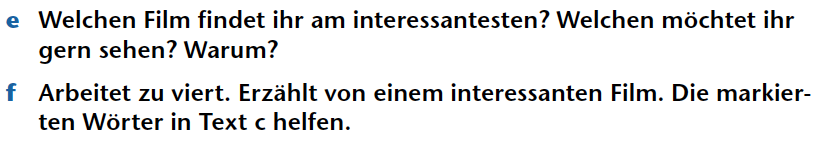 e Welchen Film findet ihr am interessantesten? Welchen möchtet ihr
gern sehen? Warum?
f Arbeitet zu viert. Erzählt von einem interessanten Film. Die markier-
ten Wörter in Text c helfen.